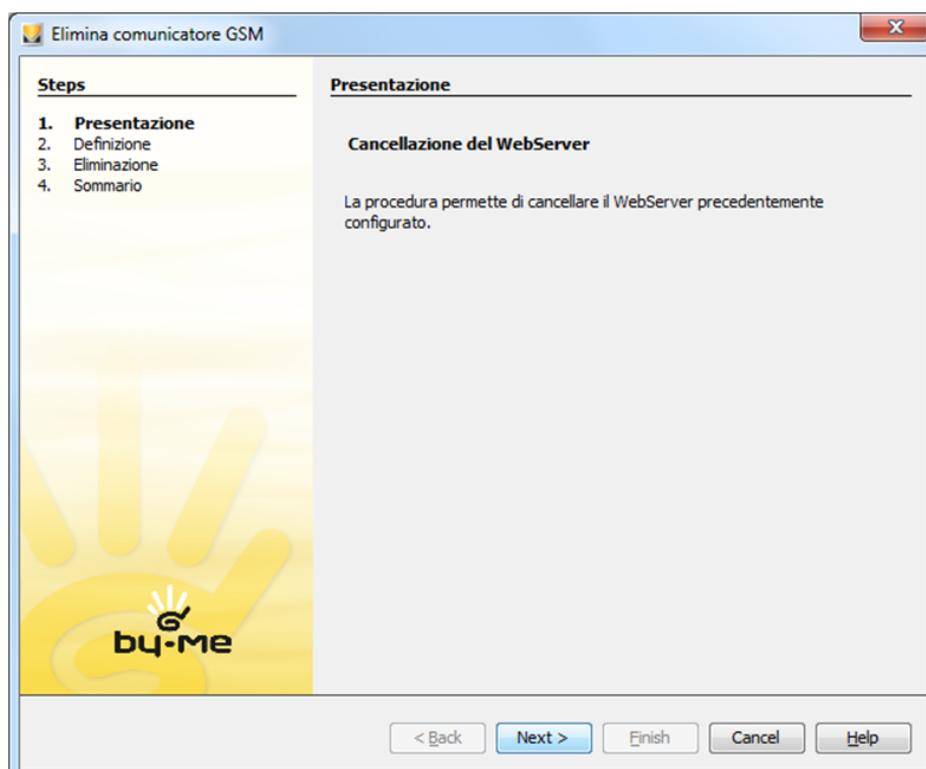 Elimina comunicatore GSM
Steps
1. Presentazione
2. Definizione
3. Eliminazione
4. Sommario
Presentazione
Cancellazione del WebServer
La procedura permette di cancellare il WebServer precedentemente
configurato.
by-me
< Back Next > Finish Cancel Help